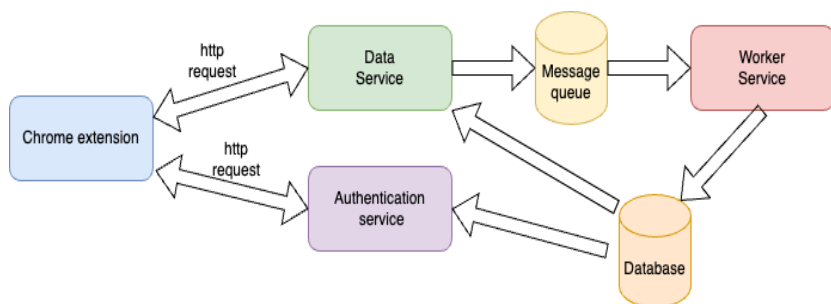 http
request
Data
Service
Message
queue
Worker
Service
Chrome extension
http
request
Authentication
service
Database